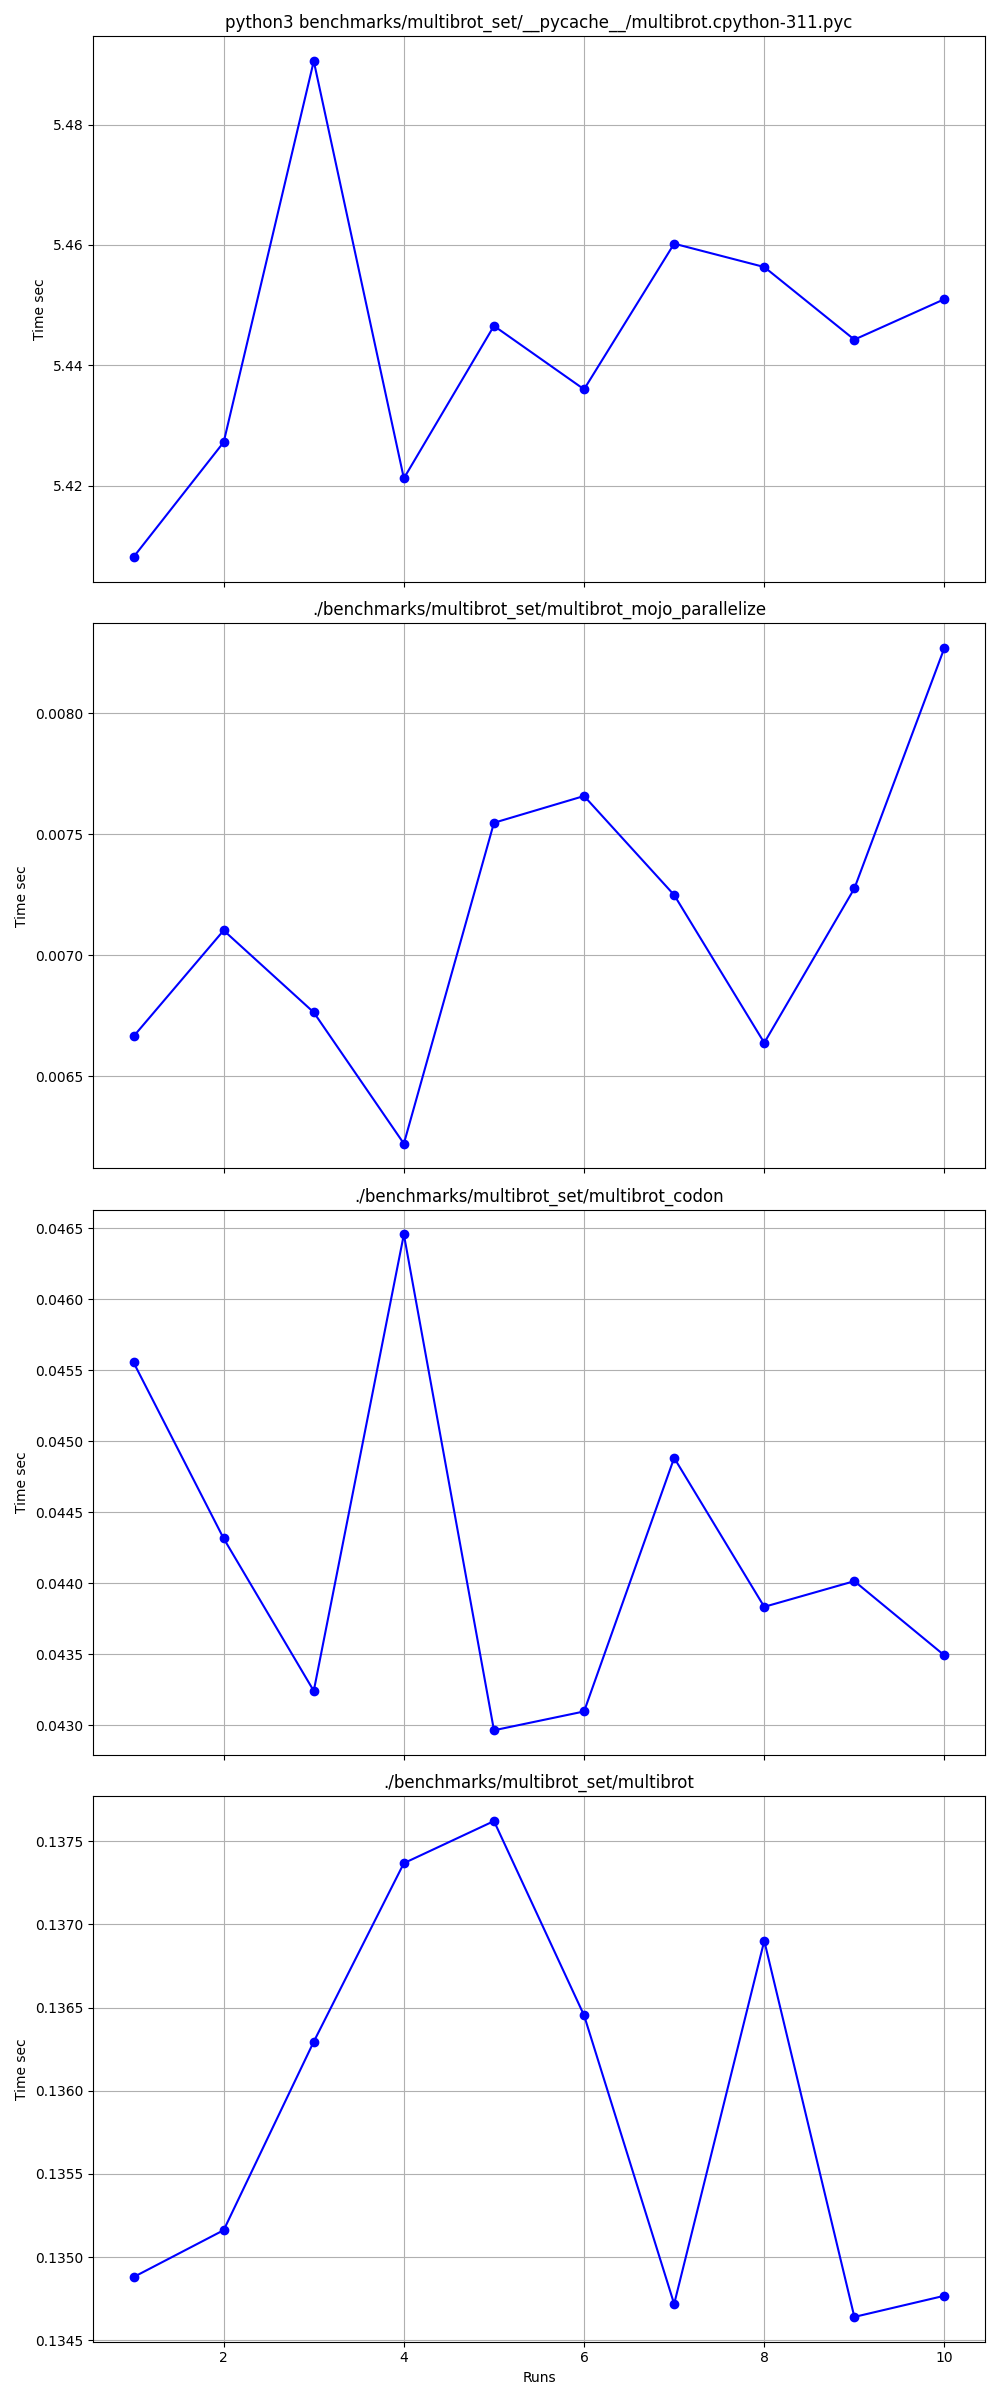 python3 benchmarks/multibrot_set/__pycache__/multibrot.cpython-311.pyc
5.48
5.46
5.44
5.42
Time sec
./benchmarks/multibrot_set/multibrot_mojo_parallelize
0.0080
0.0075
0.0070
0.0065
Time sec
./benchmarks/multibrot_set/multibrot_codon
0.0465
0.0460
0.0455
0.0450
0.0445
0.0440
0.0435
0.0430
Time sec
./benchmarks/multibrot_set/multibrot
0.1375
0.1370
0.1365
0.1360
0.1355
0.1350
0.1345
Time sec
2 4 6 8 10
Runs